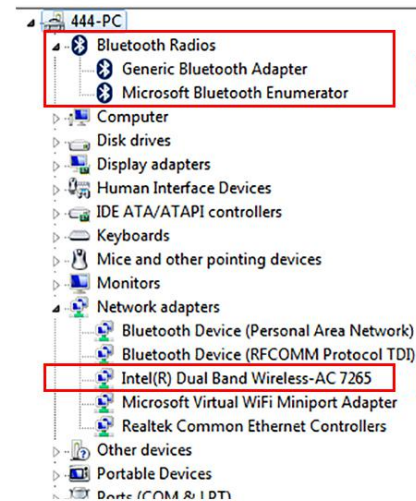 444-PC
Bluetooth Radios
Generic Bluetooth Adapter
Microsoft Bluetooth Enumerator
Computer
Disk drives
Display adapters
Human Interface Devices
IDE ATA/ATAPI controllers
Keyboards
Mice and other pointing devices
Monitors
Network adapters
Bluetooth Device (Personal Area Network)
Bluetooth Device (RFCOMM Protocol TDI)
Intel(R) Dual Band Wireless-AC 7265
Microsoft Virtual WiFi Miniport Adapter
Realtek Common Ethernet Controllers
Other devices
Portable Devices
Ports (COM & LPT)